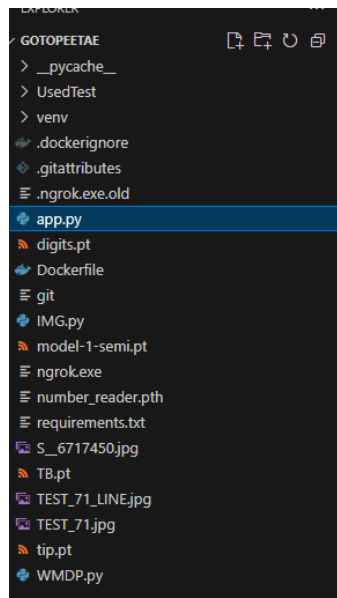 EXPLORER
GOTOPEETAE
__pycache__
UsedTest
venv
.dockerignore
.gitattributes
.ngrok.exe.old
app.py
digits.pt
Dockerfile
git
IMG.py
model-1-semi.pt
ngrok.exe
number_reader.pth
requirements.txt
S__6717450.jpg
TB.pt
TEST_71_LINE.jpg
TEST_71.jpg
tip.pt
WMDP.py